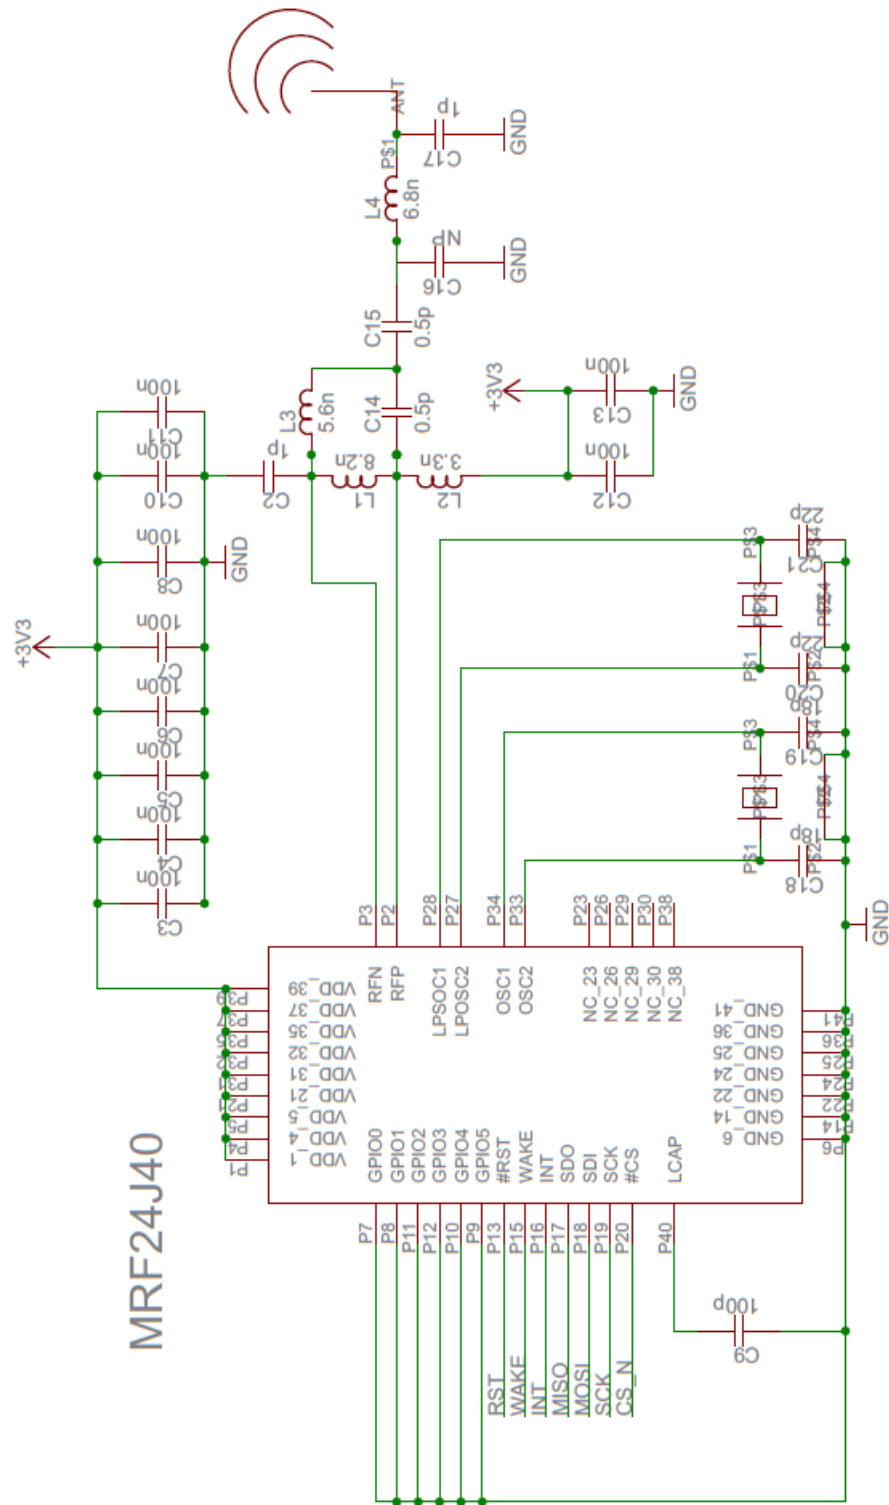 MRF24J40
+3V3
C3 100n
C4 100n
C5 100n
C6 100n
C7 100n
C8 100n
C10 100n
C11 100n
GND
C2 1p
L1 8.2n
L2 3.3n
L3 5.6n
C14 0.5p
C15 0.5p
C16 NP
GND
L4 6.8n
P$1
C17 1p
GND
ANT
+3V3
C12 100n
C13 100n
GND
P$3
P$4
C21 22p
P$1
P$2
C20 22p
P$3
P$4
C19 18p
P$1
P$2
C18 18p
GND
P39 VDD_39
P37 VDD_37
P35 VDD_35
P32 VDD_32
P31 VDD_31
P21 VDD_21
P5 VDD_5
P4 VDD_4
P1 VDD_1
P3 RFN
P2 RFP
P28 LPSOC1
P27 LPOSC2
P34 OSC1
P33 OSC2
P23 NC_23
P26 NC_26
P29 NC_29
P30 NC_30
P38 NC_38
P41 GND_41
P36 GND_36
P25 GND_25
P24 GND_24
P22 GND_22
P14 GND_14
P6 GND_6
P7 GPIO0
P8 GPIO1
P11 GPIO2
P12 GPIO3
P10 GPIO4
P9 GPIO5
RST P13 #RST
WAKE P15 WAKE
INT P16 INT
MISO P17 SDO
MOSI P18 SDI
SCK P19 SCK
CS_N P20 #CS
P40 LCAP
C9 100p